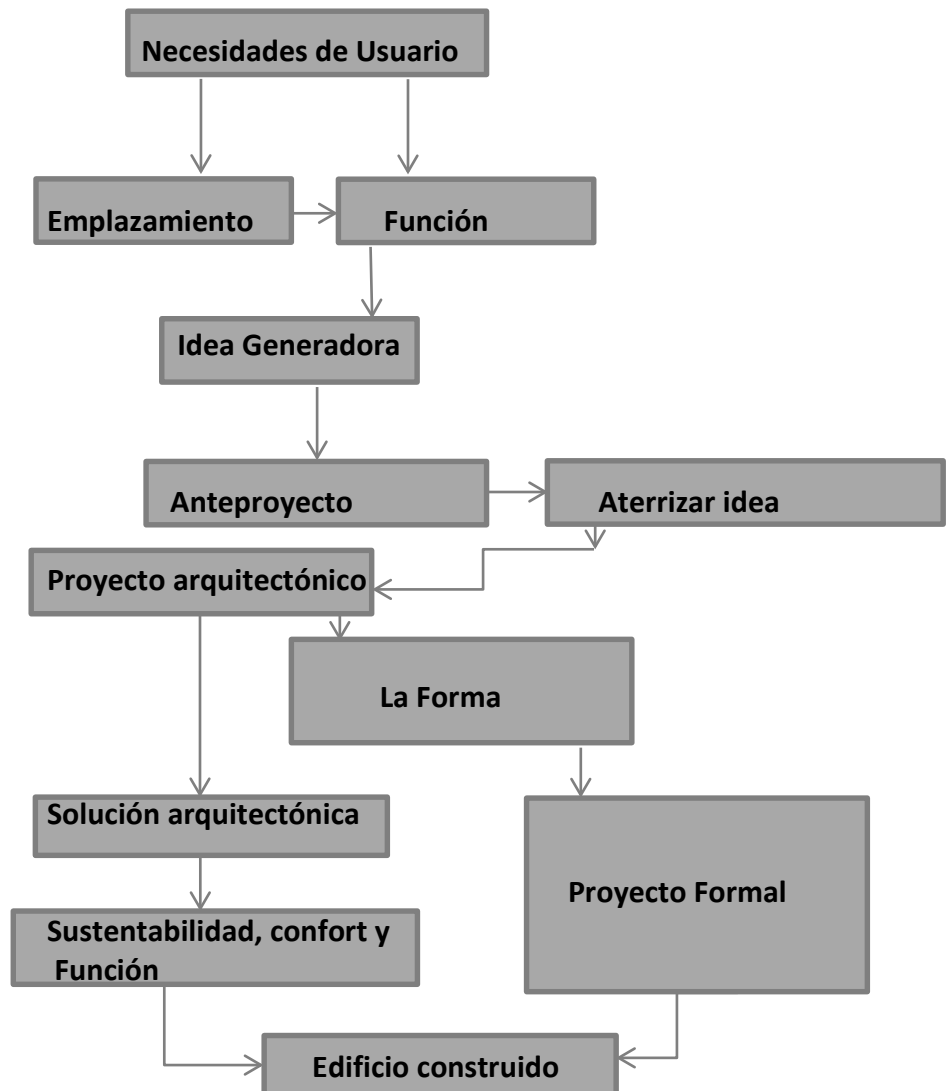 Necesidades de Usuario
Emplazamiento
Función
Idea Generadora
Anteproyecto
Aterrizar idea
Proyecto arquitectónico
La Forma
Solución arquitectónica
Proyecto Formal
Sustentabilidad, confort y
Función
Edificio construido